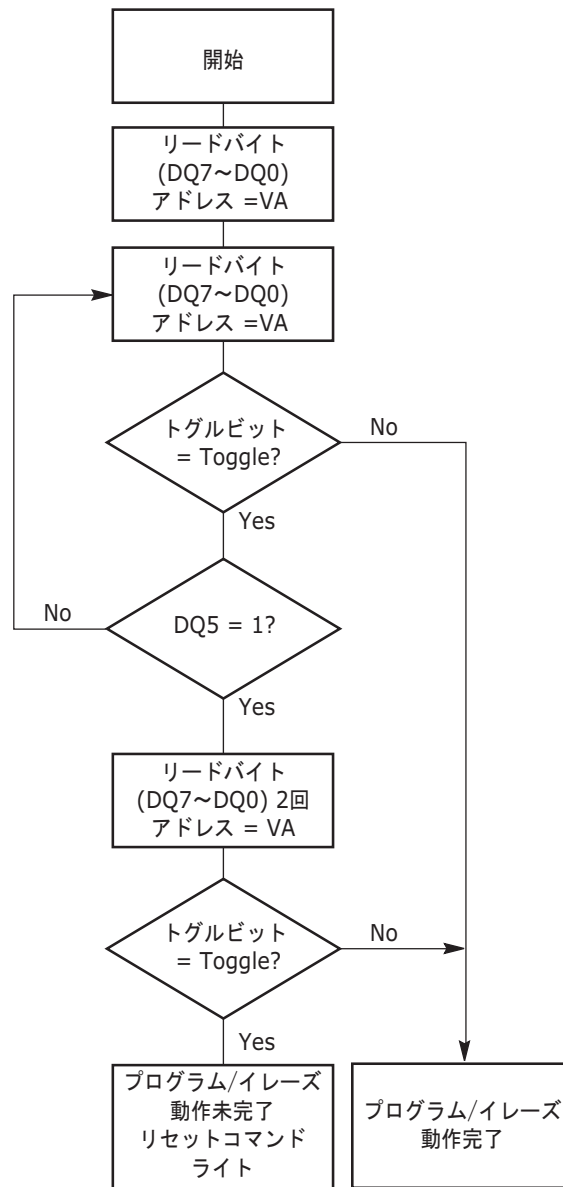 開始
リードバイト
(DQ7～DQ0)
アドレス =VA
リードバイト
(DQ7～DQ0)
アドレス =VA
トグルビット
= Toggle?
No
Yes
DQ5 = 1?
No
Yes
リードバイト
(DQ7～DQ0) 2回
アドレス = VA
トグルビット
= Toggle?
No
Yes
プログラム/イレーズ
動作未完了
リセットコマンド
ライト
プログラム/イレーズ
動作完了